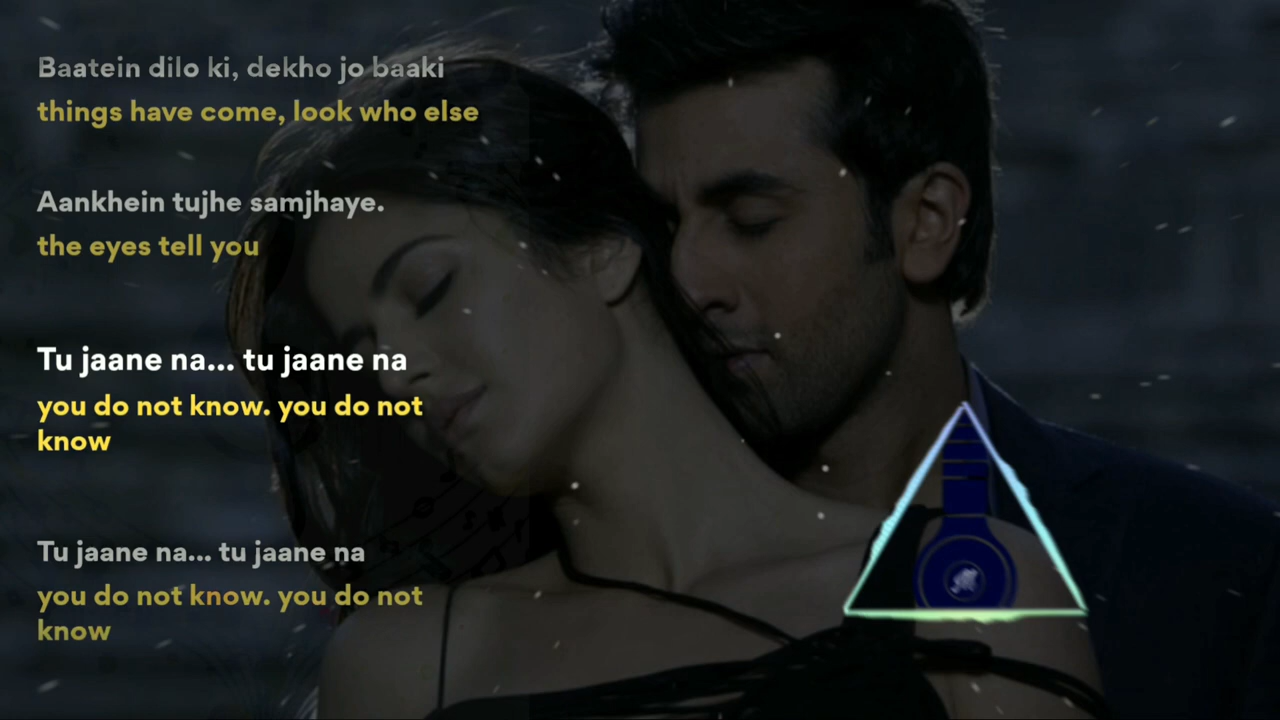 Baatein dilo ki, dekho jo baaki
things have come, look who else
Aankhein tujhe samjhaye.
the eyes tell you
Tu jaane na... tu jaane na
you do not know. you do not
know
Tu jaane na... tu jaane na
you do not know. you do not
know